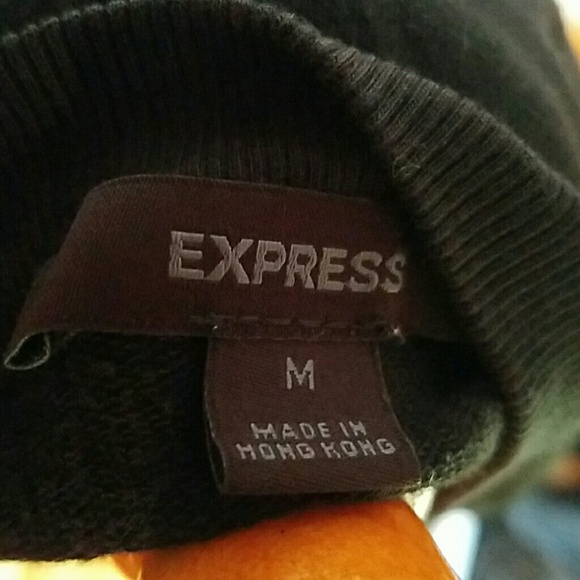 EXPRESS
M
MADE IN
HONG KONG